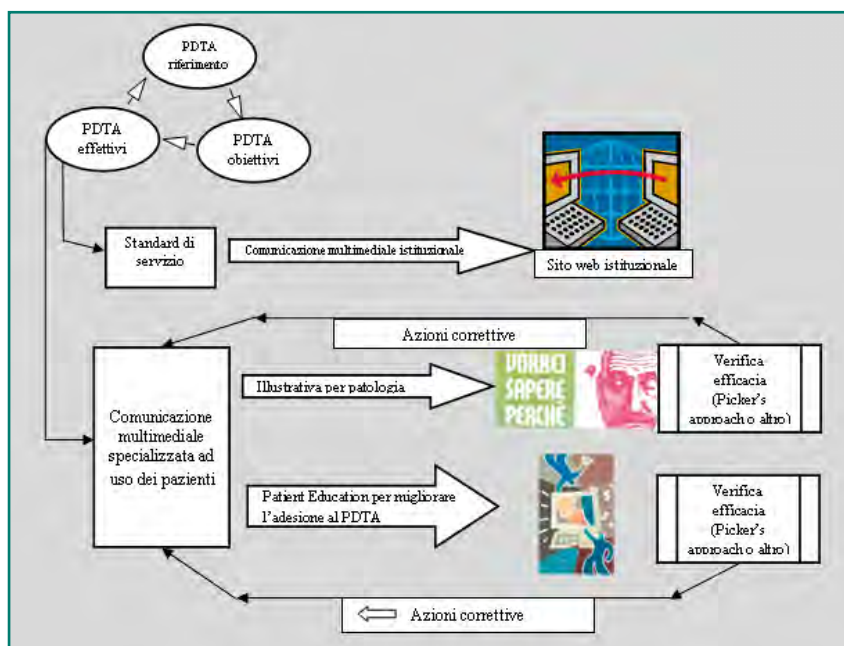 PDTA
riferimento
PDTA
effettivi
PDTA
obiettivi
Standard di
servizio
Comunicazione multimediale istituzionale
Sito web istituzionale
Azioni correttive
Comunicazione
multimediale
specializzata ad
uso dei pazienti
Illustrativa per patologia
VORREI
SAPERE
PERCHÉ
Verifica
efficacia
(Picker's
approach o altro)
Patient Education per migliorare
l'adesione al PDTA
Verifica
efficacia
(Picker's
approach o altro)
Azioni correttive